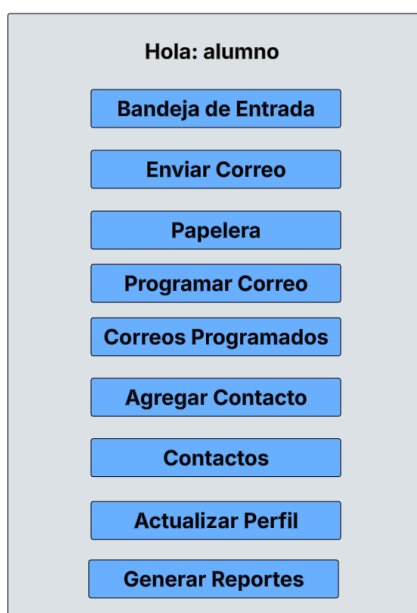 Hola: alumno
Bandeja de Entrada
Enviar Correo
Papelera
Programar Correo
Correos Programados
Agregar Contacto
Contactos
Actualizar Perfil
Generar Reportes